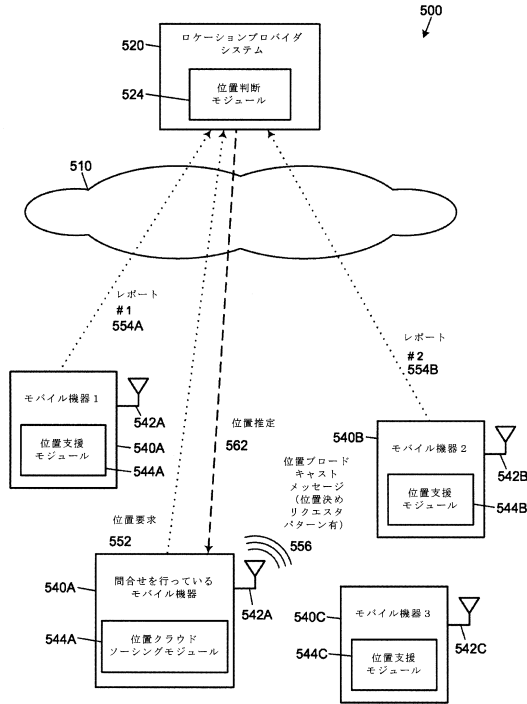 500
520
ロケーションプロバイダ
システム
524
位置判断
モジュール
510
レポート
#1
554A
レポート
#2
554B
モバイル機器1
542A
位置支援
モジュール
540A
544A
位置推定
562
位置要求
552
位置ブロード
キャスト
メッセージ
(位置決め
リクエスタ
パターン有)
556
540B
モバイル機器2
542B
位置支援
モジュール
544B
540A
問合せを行っている
モバイル機器
542A
544A
位置クラウド
ソーシングモジュール
540C
モバイル機器3
542C
544C
位置支援
モジュール